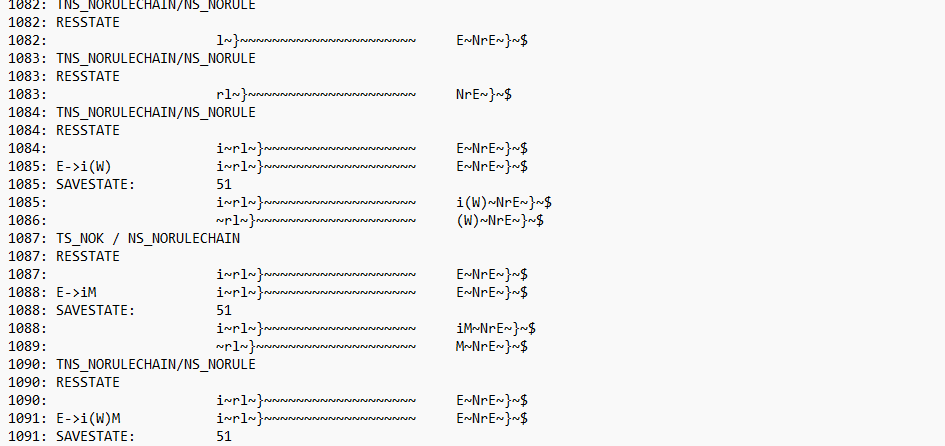 1082: TNS_NORULECHAIN/NS_NORULE
1082: RESSTATE
1082:                     l~}~~~~~~~~~~~~~~~~~~~~~~     E~NrE~}~$
1083: TNS_NORULECHAIN/NS_NORULE
1083: RESSTATE
1083:                     rl~}~~~~~~~~~~~~~~~~~~~~~     NrE~}~$
1084: TNS_NORULECHAIN/NS_NORULE
1084: RESSTATE
1084:                     i~rl~}~~~~~~~~~~~~~~~~~~~     E~NrE~}~$
1085: E->i(W)             i~rl~}~~~~~~~~~~~~~~~~~~~     E~NrE~}~$
1085: SAVESTATE:          51
1085:                     i~rl~}~~~~~~~~~~~~~~~~~~~     i(W)~NrE~}~$
1086:                     ~rl~}~~~~~~~~~~~~~~~~~~~~     (W)~NrE~}~$
1087: TS_NOK / NS_NORULECHAIN
1087: RESSTATE
1087:                     i~rl~}~~~~~~~~~~~~~~~~~~~     E~NrE~}~$
1088: E->iM               i~rl~}~~~~~~~~~~~~~~~~~~~     E~NrE~}~$
1088: SAVESTATE:          51
1088:                     i~rl~}~~~~~~~~~~~~~~~~~~~     iM~NrE~}~$
1089:                     ~rl~}~~~~~~~~~~~~~~~~~~~~     M~NrE~}~$
1090: TNS_NORULECHAIN/NS_NORULE
1090: RESSTATE
1090:                     i~rl~}~~~~~~~~~~~~~~~~~~~     E~NrE~}~$
1091: E->i(W)M            i~rl~}~~~~~~~~~~~~~~~~~~~     E~NrE~}~$
1091: SAVESTATE:          51